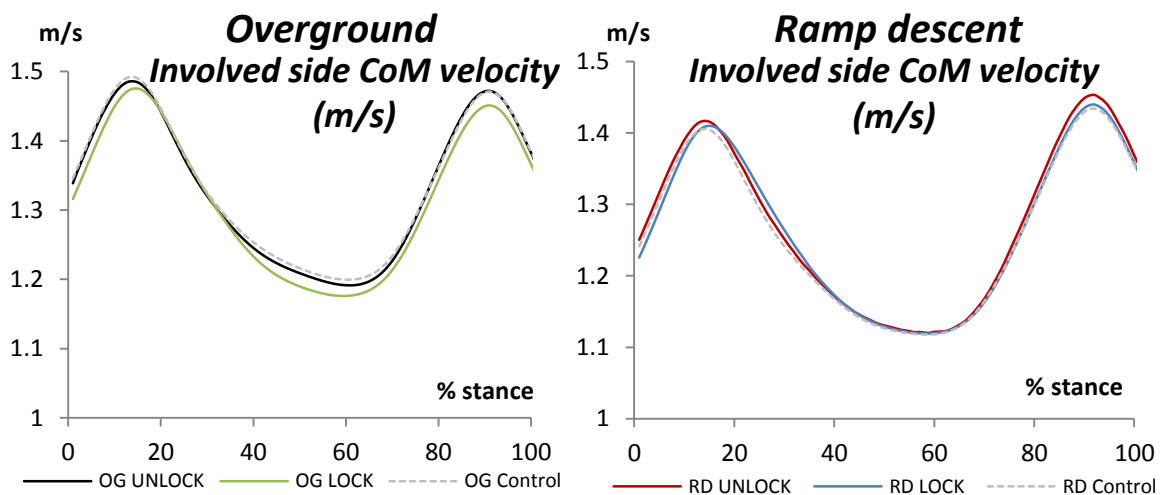 Overground
m/s
Involved side CoM velocity
(m/s)
1.5
1.4
1.3
1.2
1.1
1
% stance
0 20 40 60 80 100
OG UNLOCK OG LOCK OG Control
Ramp descent
m/s
Involved side CoM velocity
(m/s)
1.5
1.4
1.3
1.2
1.1
1
% stance
0 20 40 60 80 100
RD UNLOCK RD LOCK RD Control